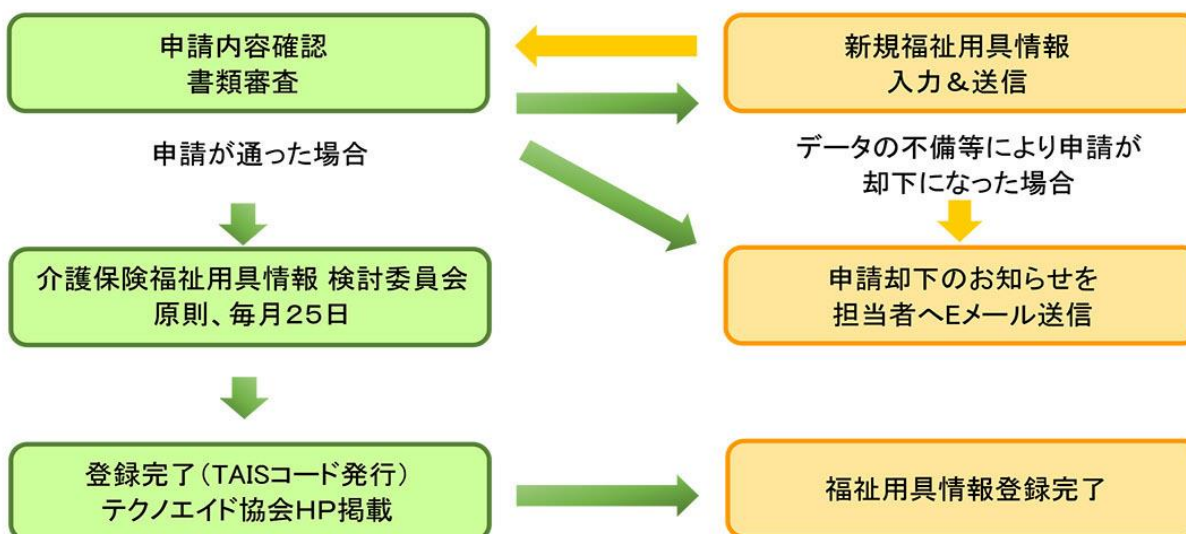 申請内容確認
書類審査
新規福祉用具情報
入力＆送信
申請が通った場合
データの不備等により申請が
却下になった場合
介護保険福祉用具情報 検討委員会
原則、毎月２５日
申請却下のお知らせを
担当者へEメール送信
登録完了（TAISコード発行）
テクノエイド協会HP掲載
福祉用具情報登録完了